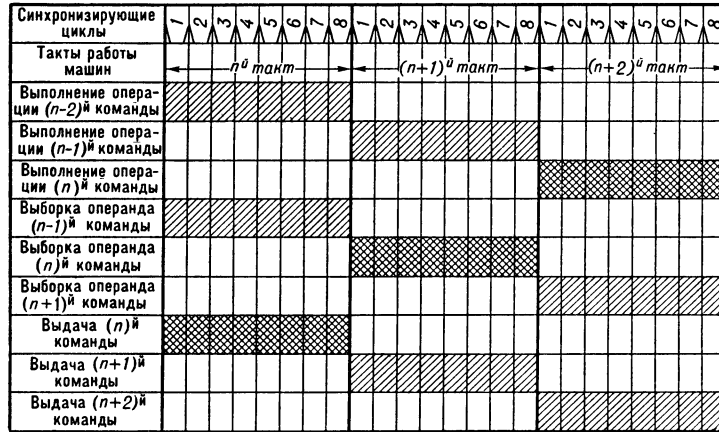 Синхронизирующие
циклы
1 2 3 4 5 6 7 8 1 2 3 4 5 6 7 8 1 2 3 4 5 6 7 8
Такты работы
машин
nй такт (n+1)й такт (n+2)й такт
Выполнение опера-
ции (n-2)й команды
Выполнение опера-
ции (n-1)й команды
Выполнение опера-
ции (n)й команды
Выборка операнда
(n-1)й команды
Выборка операнда
(n)й команды
Выборка операнда
(n+1)й команды
Выдача (n)й
команды
Выдача (n+1)й
команды
Выдача (n+2)й
команды